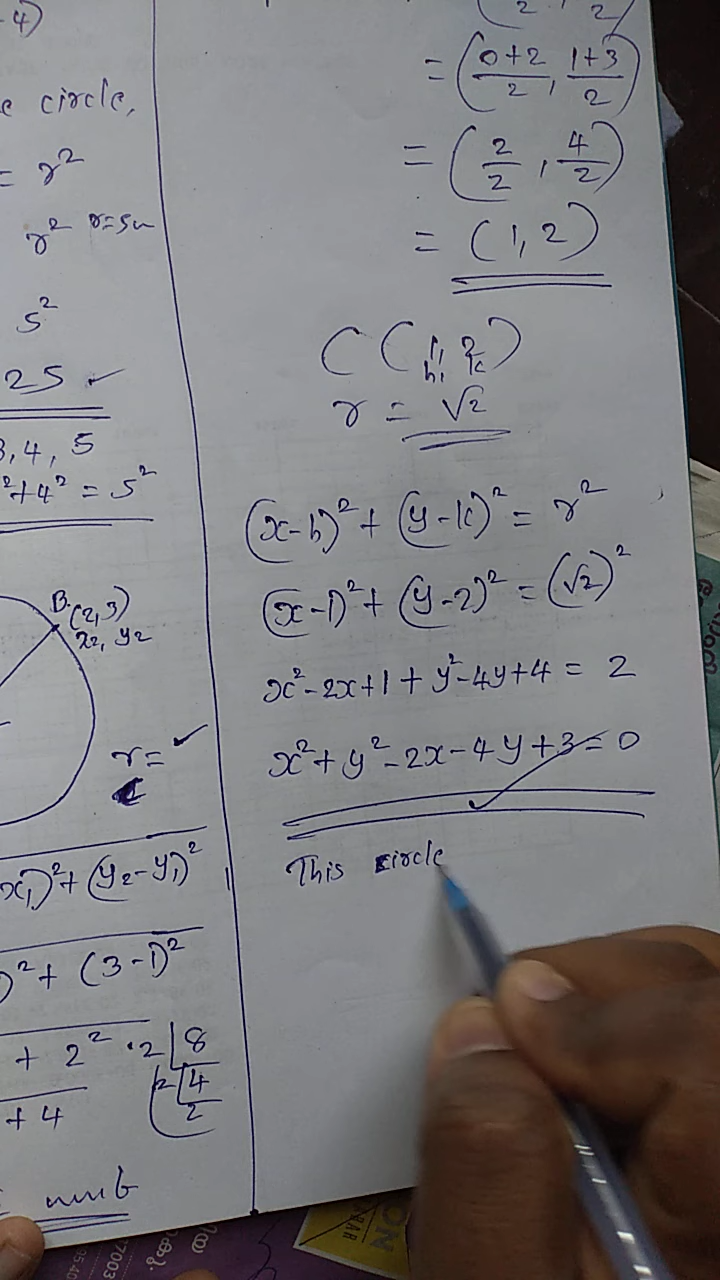 4)
e circle,
= r²
r² r=5u
5²
25 ✓
3, 4, 5
²+4² = 5²
B.(2,3)
x₂, y₂
r= ✓
x₁)²+(y₂-y₁)²
)²+ (3-1)²
+ 2² 2|8
+ 4 2|4
2
= (0+2/2, 1+3/2)
= (2/2, 4/2)
= (1,2)
C (1, 2)
h, k
r = √2
(x-h)²+ (y-k)² = r²
(x-1)²+ (y-2)² = (√2)²
x²-2x+1 + y²-4y+4 = 2
x²+ y²-2x-4y+3=0
This circle